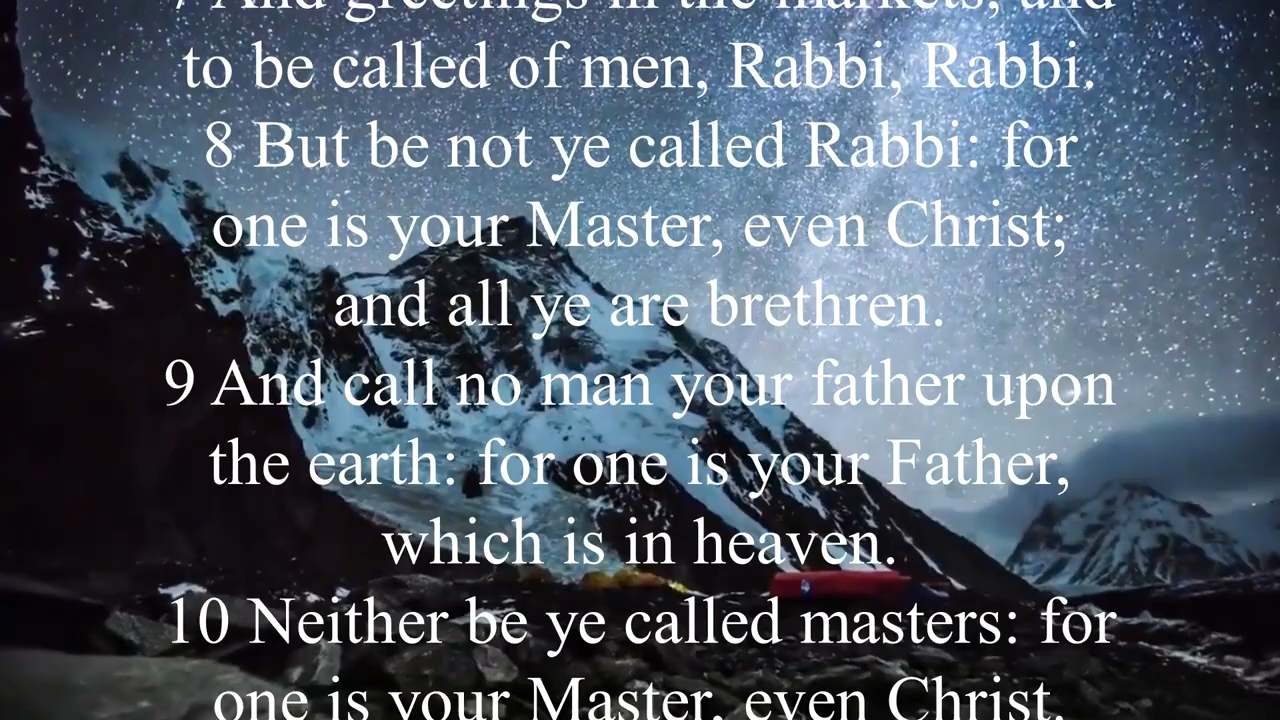 7 And greetings in the markets, and
to be called of men, Rabbi, Rabbi.
8 But be not ye called Rabbi: for
one is your Master, even Christ;
and all ye are brethren.
9 And call no man your father upon
the earth: for one is your Father,
which is in heaven.
10 Neither be ye called masters: for
one is your Master, even Christ.